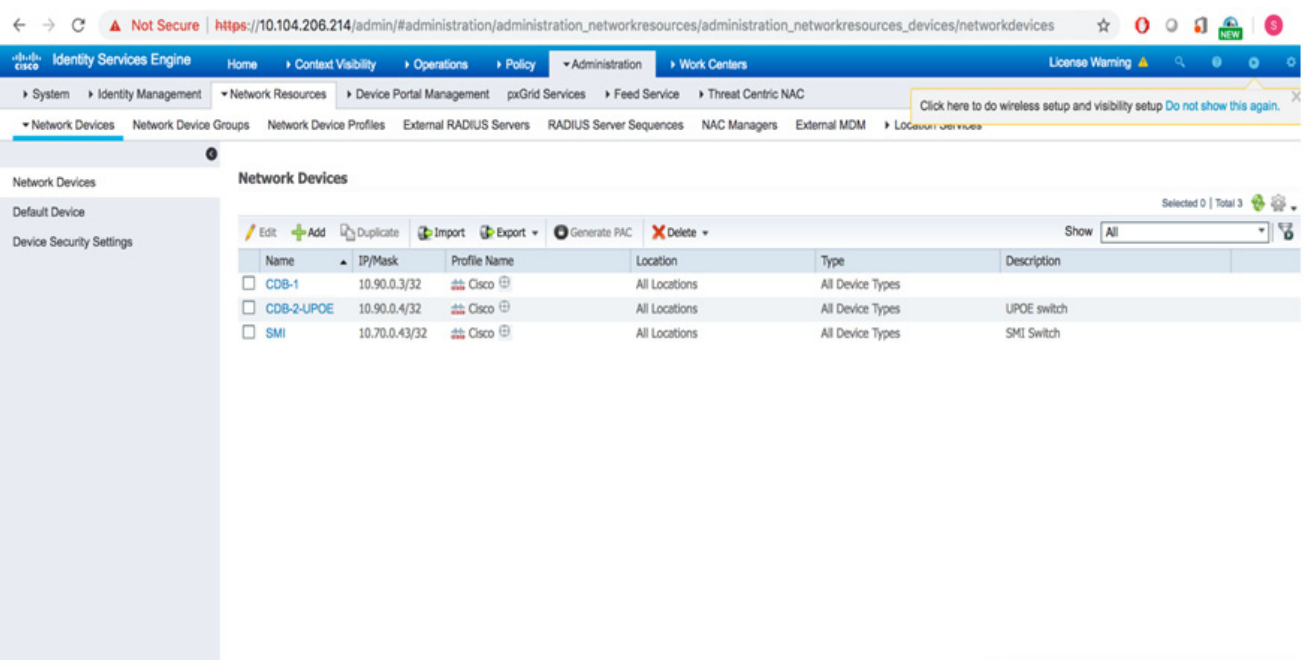 Not Secure | https://10.104.206.214/admin/#administration/administration_networkresources/administration_networkresources_devices/networkdevices
NEW
S
cisco Identity Services Engine Home Context Visibility Operations Policy Administration Work Centers License Warning
System Identity Management Network Resources Device Portal Management pxGrid Services Feed Service Threat Centric NAC
Click here to do wireless setup and visibility setup Do not show this again.
Network Devices Network Device Groups Network Device Profiles External RADIUS Servers RADIUS Server Sequences NAC Managers External MDM Location Services
Network Devices
Default Device
Device Security Settings
Network Devices
Selected 0 | Total 3
Edit Add Duplicate Import Export Generate PAC Delete Show All
Name IP/Mask Profile Name Location Type Description
CDB-1 10.90.0.3/32 Cisco All Locations All Device Types
CDB-2-UPOE 10.90.0.4/32 Cisco All Locations All Device Types UPOE switch
SMI 10.70.0.43/32 Cisco All Locations All Device Types SMI Switch